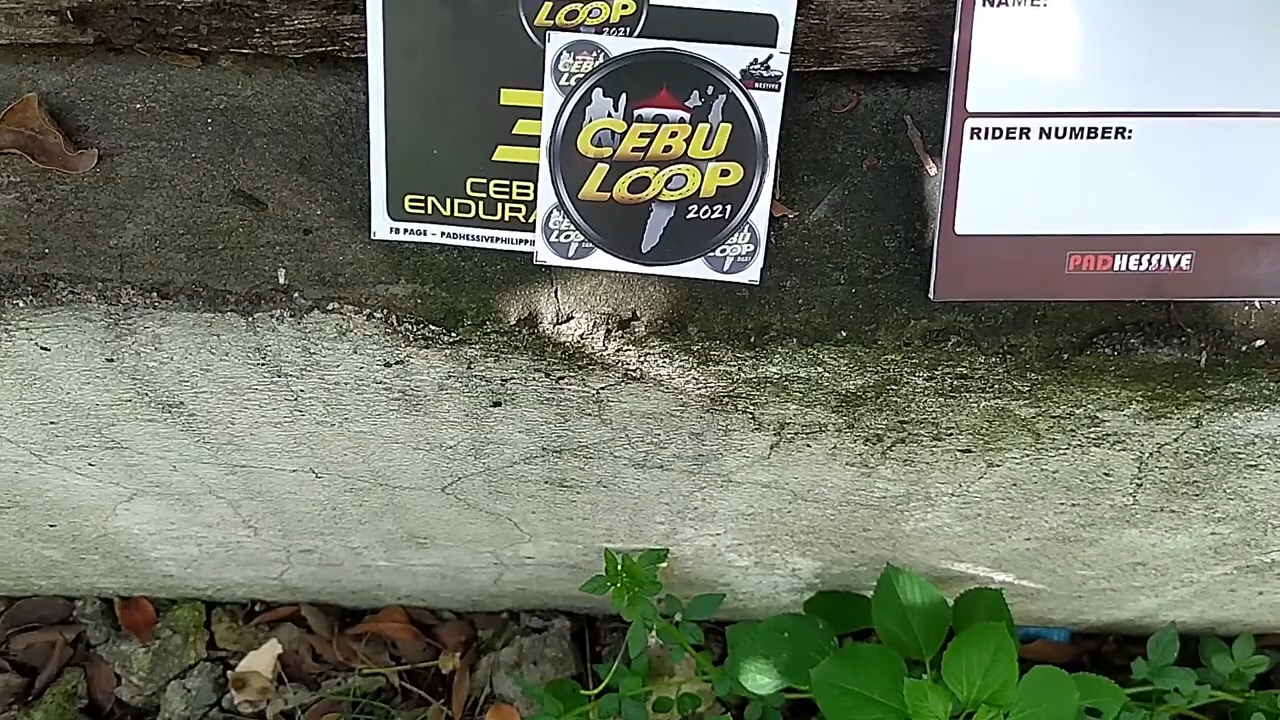 LOOP
2021
CEB
ENDURA
FB PAGE – PADHESSIVEPHILIPPI
CEBU
LOOP
2021
NAME:
RIDER NUMBER:
PADHESSIVE